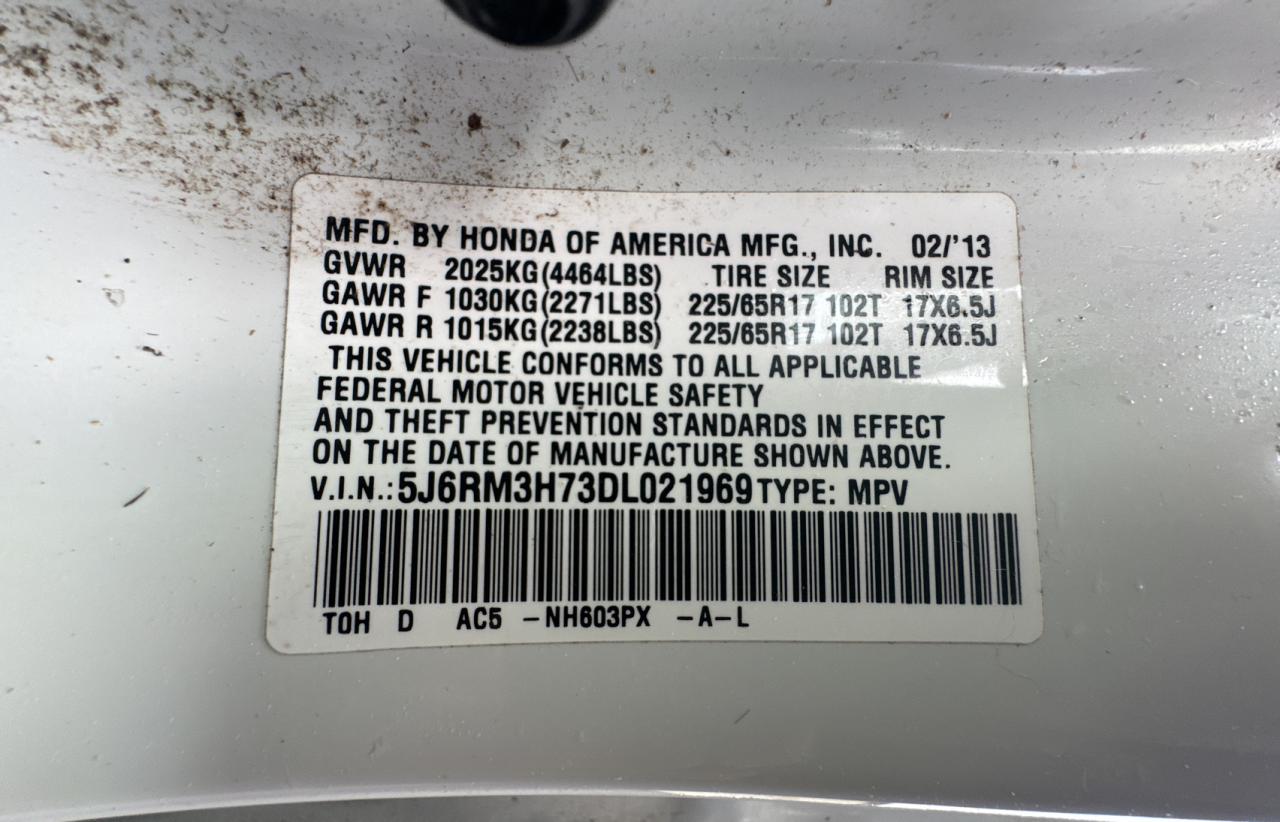 MFD. BY HONDA OF AMERICA MFG., INC. 02/'13
GVWR 2025KG(4464LBS) TIRE SIZE RIM SIZE
GAWR F 1030KG(2271LBS) 225/65R17 102T 17X6.5J
GAWR R 1015KG(2238LBS) 225/65R17 102T 17X6.5J
THIS VEHICLE CONFORMS TO ALL APPLICABLE
FEDERAL MOTOR VEHICLE SAFETY
AND THEFT PREVENTION STANDARDS IN EFFECT
ON THE DATE OF MANUFACTURE SHOWN ABOVE.
V.I.N.: 5J6RM3H73DL021969 TYPE: MPV
TOH D AC5 -NH603PX -A-L